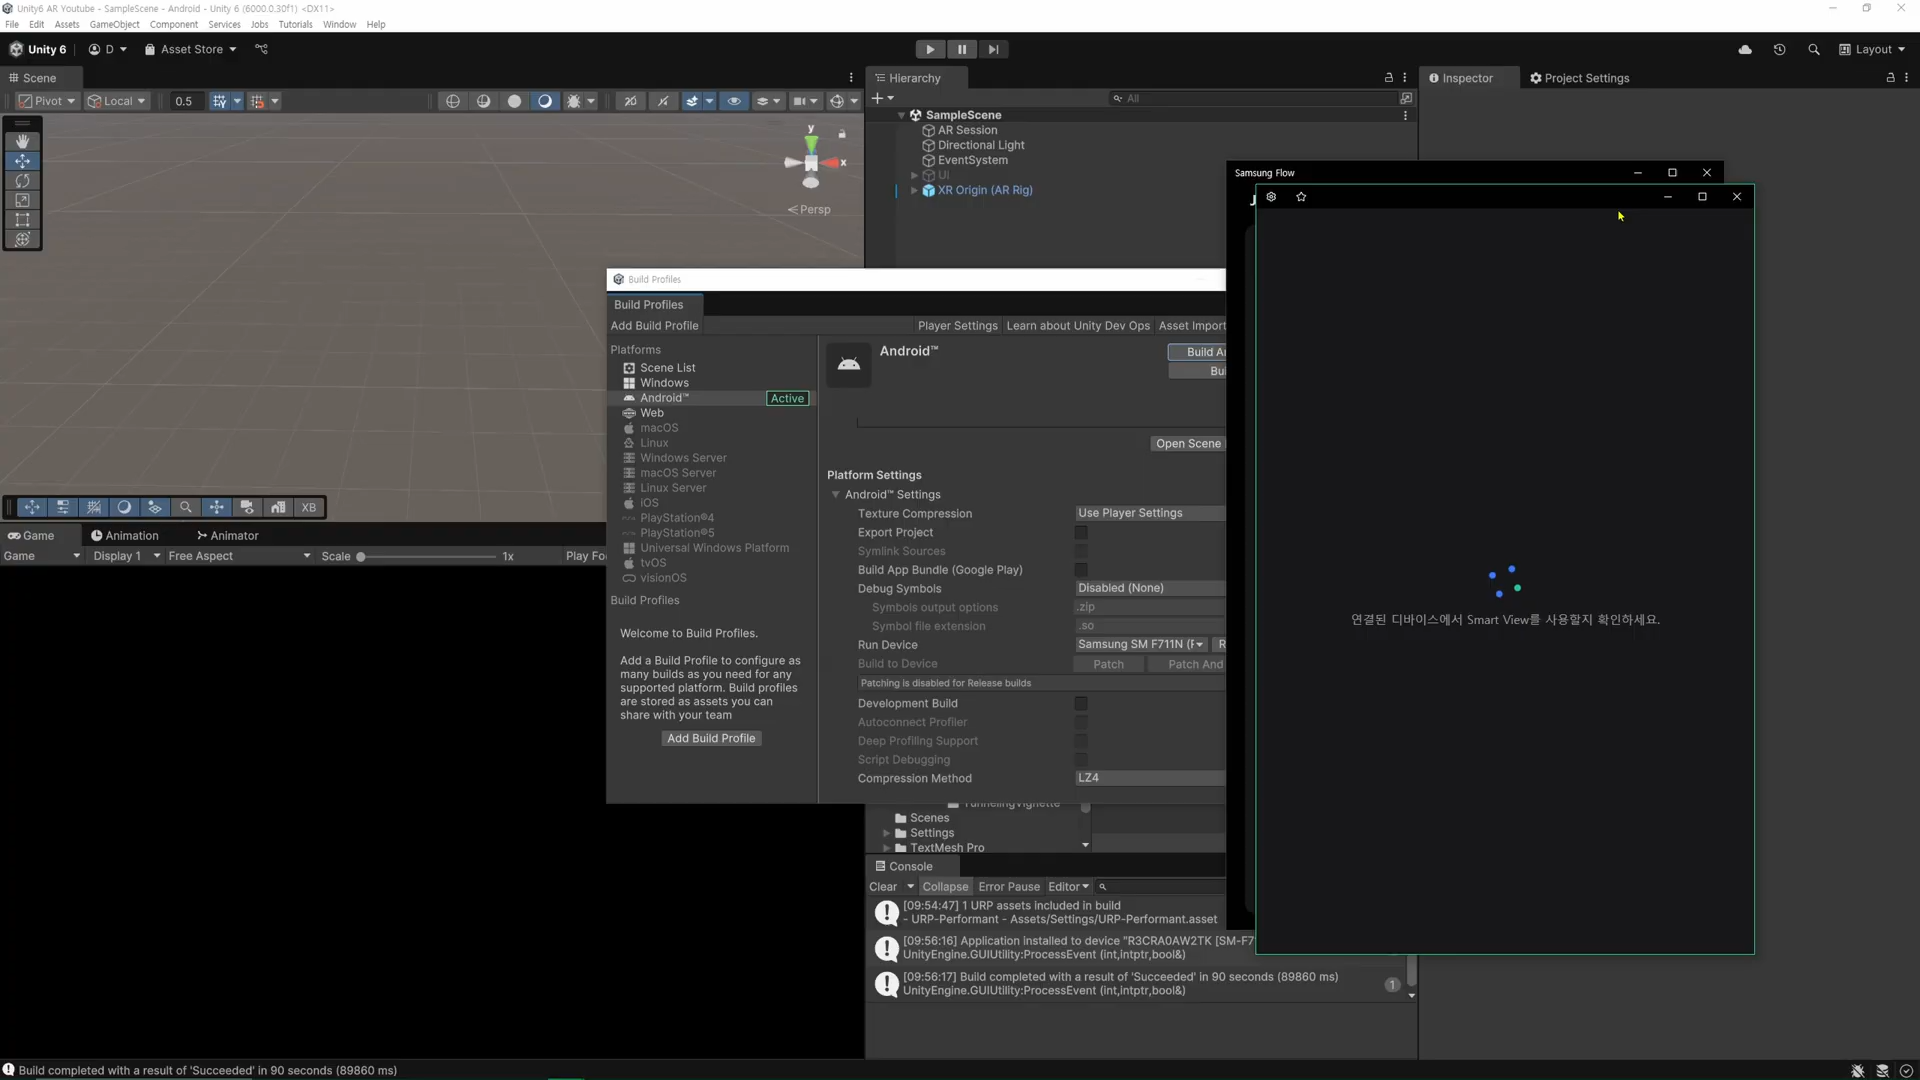 Unity6 AR Youtube - SampleScene - Android - Unity 6 (6000.0.30f1) <DX11>
File Edit Assets GameObject Component Services Jobs Tutorials Window Help
Unity 6 D Asset Store Layout
Scene
Pivot Local 0.5
y
x
Persp
XB
Hierarchy
All
SampleScene
AR Session
Directional Light
EventSystem
UI
XR Origin (AR Rig)
Inspector Project Settings
Samsung Flow
연결된 디바이스에서 Smart View를 사용할지 확인하세요.
Build Profiles
Build Profiles
Add Build Profile Player Settings Learn about Unity Dev Ops Asset Import
Platforms
Scene List
Windows
Android™ Active
Web
macOS
Linux
Windows Server
macOS Server
Linux Server
iOS
PlayStation®4
PlayStation®5
Universal Windows Platform
tvOS
visionOS
Build Profiles
Welcome to Build Profiles.
Add a Build Profile to configure as
many builds as you need for any
supported platform. Build profiles
are stored as assets you can
share with your team
Add Build Profile
Android™
Open Scene
Platform Settings
Android™ Settings
Texture Compression Use Player Settings
Export Project
Symlink Sources
Build App Bundle (Google Play)
Debug Symbols Disabled (None)
Symbols output options .zip
Symbol file extension .so
Run Device Samsung SM F711N (F
Build to Device Patch Patch And
Patching is disabled for Release builds
Development Build
Autoconnect Profiler
Deep Profiling Support
Script Debugging
Compression Method LZ4
Game Animation Animator
Game Display 1 Free Aspect Scale 1x Play Fo
TunnelingVignette
Scenes
Settings
TextMesh Pro
Console
Clear Collapse Error Pause Editor
[09:54:47] 1 URP assets included in build
- URP-Performant - Assets/Settings/URP-Performant.asset
[09:56:16] Application installed to device "R3CRA0AW2TK [SM-F7
UnityEngine.GUIUtility:ProcessEvent (int,intptr,bool&)
[09:56:17] Build completed with a result of 'Succeeded' in 90 seconds (89860 ms)
UnityEngine.GUIUtility:ProcessEvent (int,intptr,bool&)
1
Build completed with a result of 'Succeeded' in 90 seconds (89860 ms)